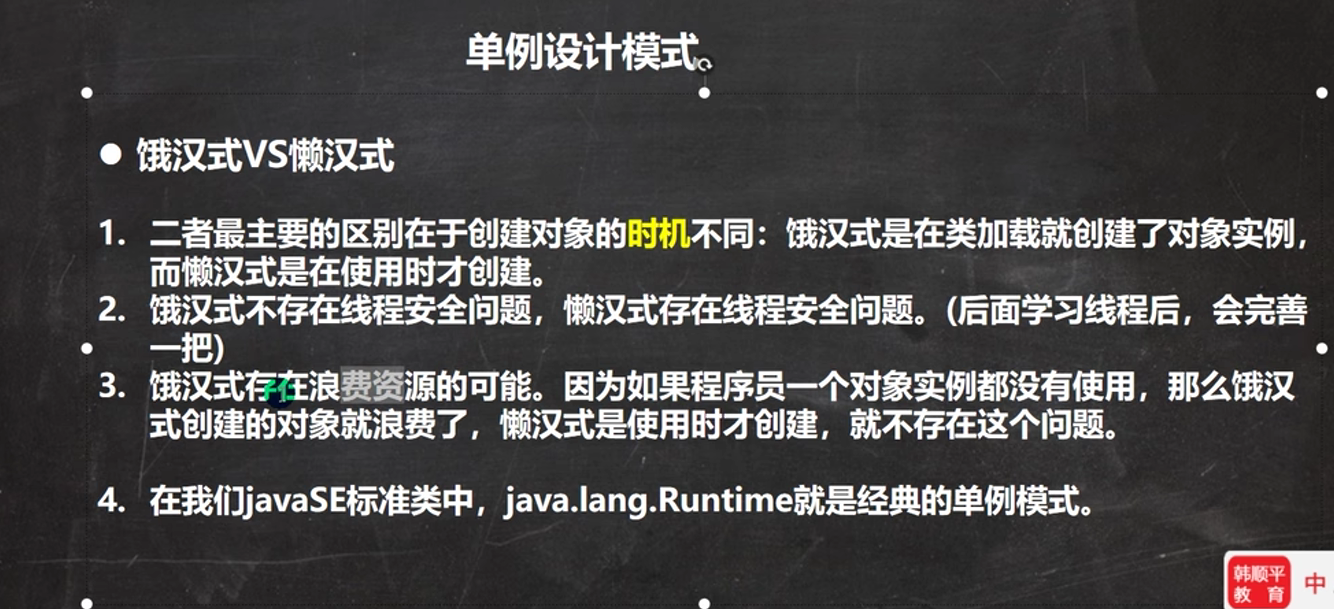 单例设计模式
● 饿汉式VS懒汉式
1. 二者最主要的区别在于创建对象的时机不同：饿汉式是在类加载就创建了对象实例，
而懒汉式是在使用时才创建。
2. 饿汉式不存在线程安全问题，懒汉式存在线程安全问题。(后面学习线程后，会完善
一把)
3. 饿汉式存在浪费资源的可能。因为如果程序员一个对象实例都没有使用，那么饿汉
式创建的对象就浪费了，懒汉式是使用时才创建，就不存在这个问题。
4. 在我们javaSE标准类中，java.lang.Runtime就是经典的单例模式。
韩顺平
教育
中